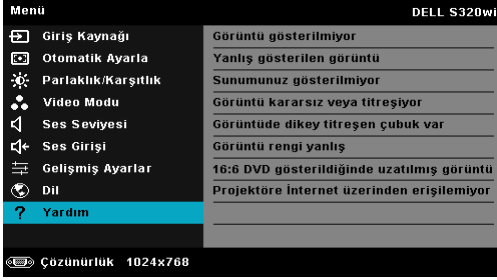 Menü
DELL S320wi
Giriş Kaynağı
Otomatik Ayarla
Parlaklık/Karşıtlık
Video Modu
Ses Seviyesi
Ses Girişi
Gelişmiş Ayarlar
Dil
? Yardım
Görüntü gösterilmiyor
Yanlış gösterilen görüntü
Sunumunuz gösterilmiyor
Görüntü kararsız veya titreşiyor
Görüntüde dikey titreşen çubuk var
Görüntü rengi yanlış
16:6 DVD gösterildiğinde uzatılmış görüntü
Projektöre İnternet üzerinden erişilemiyor
Çözünürlük 1024x768